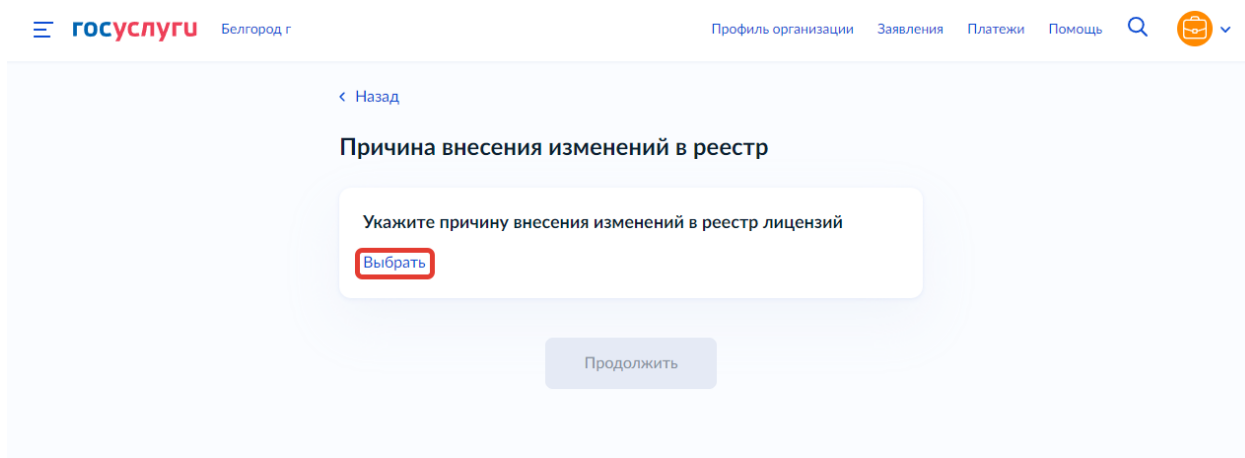 госуслуги Белгород г Профиль организации Заявления Платежи Помощь
Назад
Причина внесения изменений в реестр
Укажите причину внесения изменений в реестр лицензий
Выбрать
Продолжить